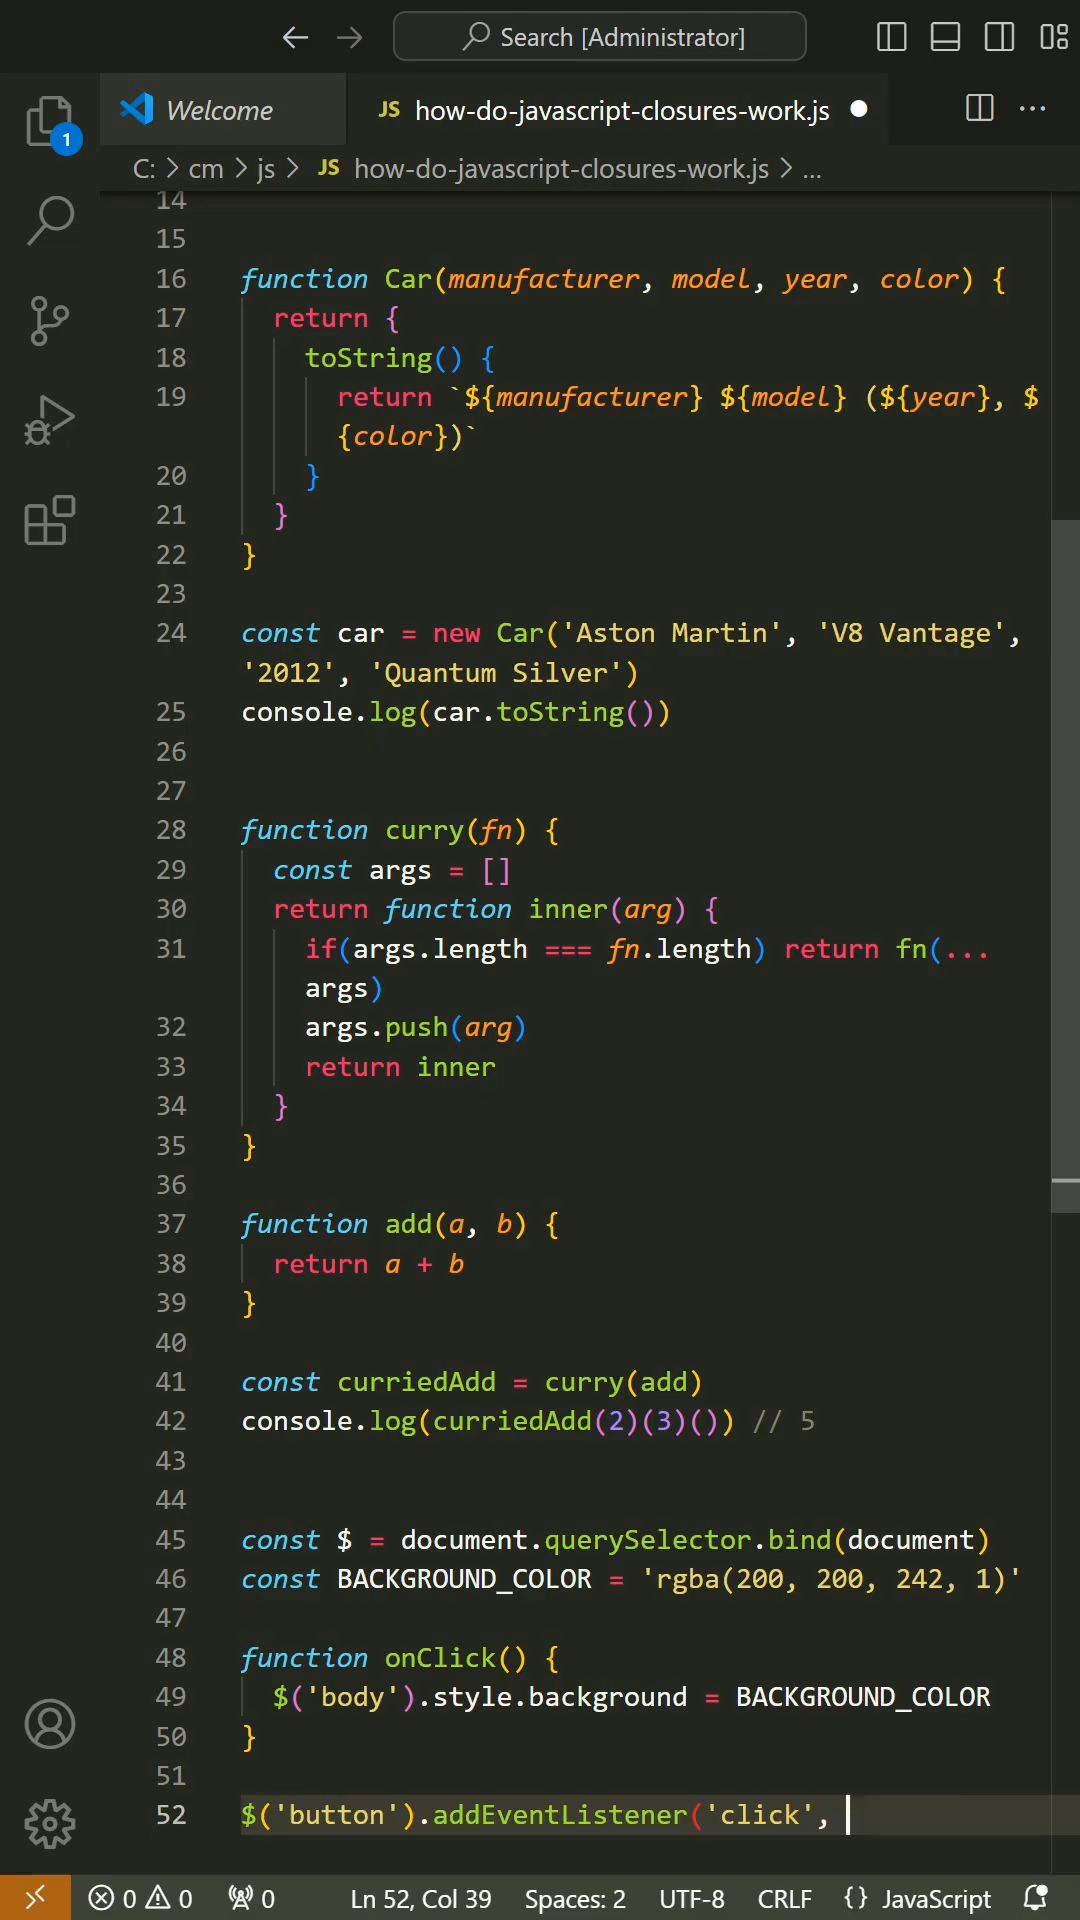 Search [Administrator]
Welcome
JS how-do-javascript-closures-work.js
1
C: > cm > js > JS how-do-javascript-closures-work.js > ...
14
15
16 function Car(manufacturer, model, year, color) {
17 return {
18 toString() {
19 return `${manufacturer} ${model} (${year}, $
{color})`
20 }
21 }
22 }
23
24 const car = new Car('Aston Martin', 'V8 Vantage',
'2012', 'Quantum Silver')
25 console.log(car.toString())
26
27
28 function curry(fn) {
29 const args = []
30 return function inner(arg) {
31 if(args.length === fn.length) return fn(...
args)
32 args.push(arg)
33 return inner
34 }
35 }
36
37 function add(a, b) {
38 return a + b
39 }
40
41 const curriedAdd = curry(add)
42 console.log(curriedAdd(2)(3)()) // 5
43
44
45 const $ = document.querySelector.bind(document)
46 const BACKGROUND_COLOR = 'rgba(200, 200, 242, 1)'
47
48 function onClick() {
49 $('body').style.background = BACKGROUND_COLOR
50 }
51
52 $('button').addEventListener('click',
0 0 0 Ln 52, Col 39 Spaces: 2 UTF-8 CRLF {} JavaScript